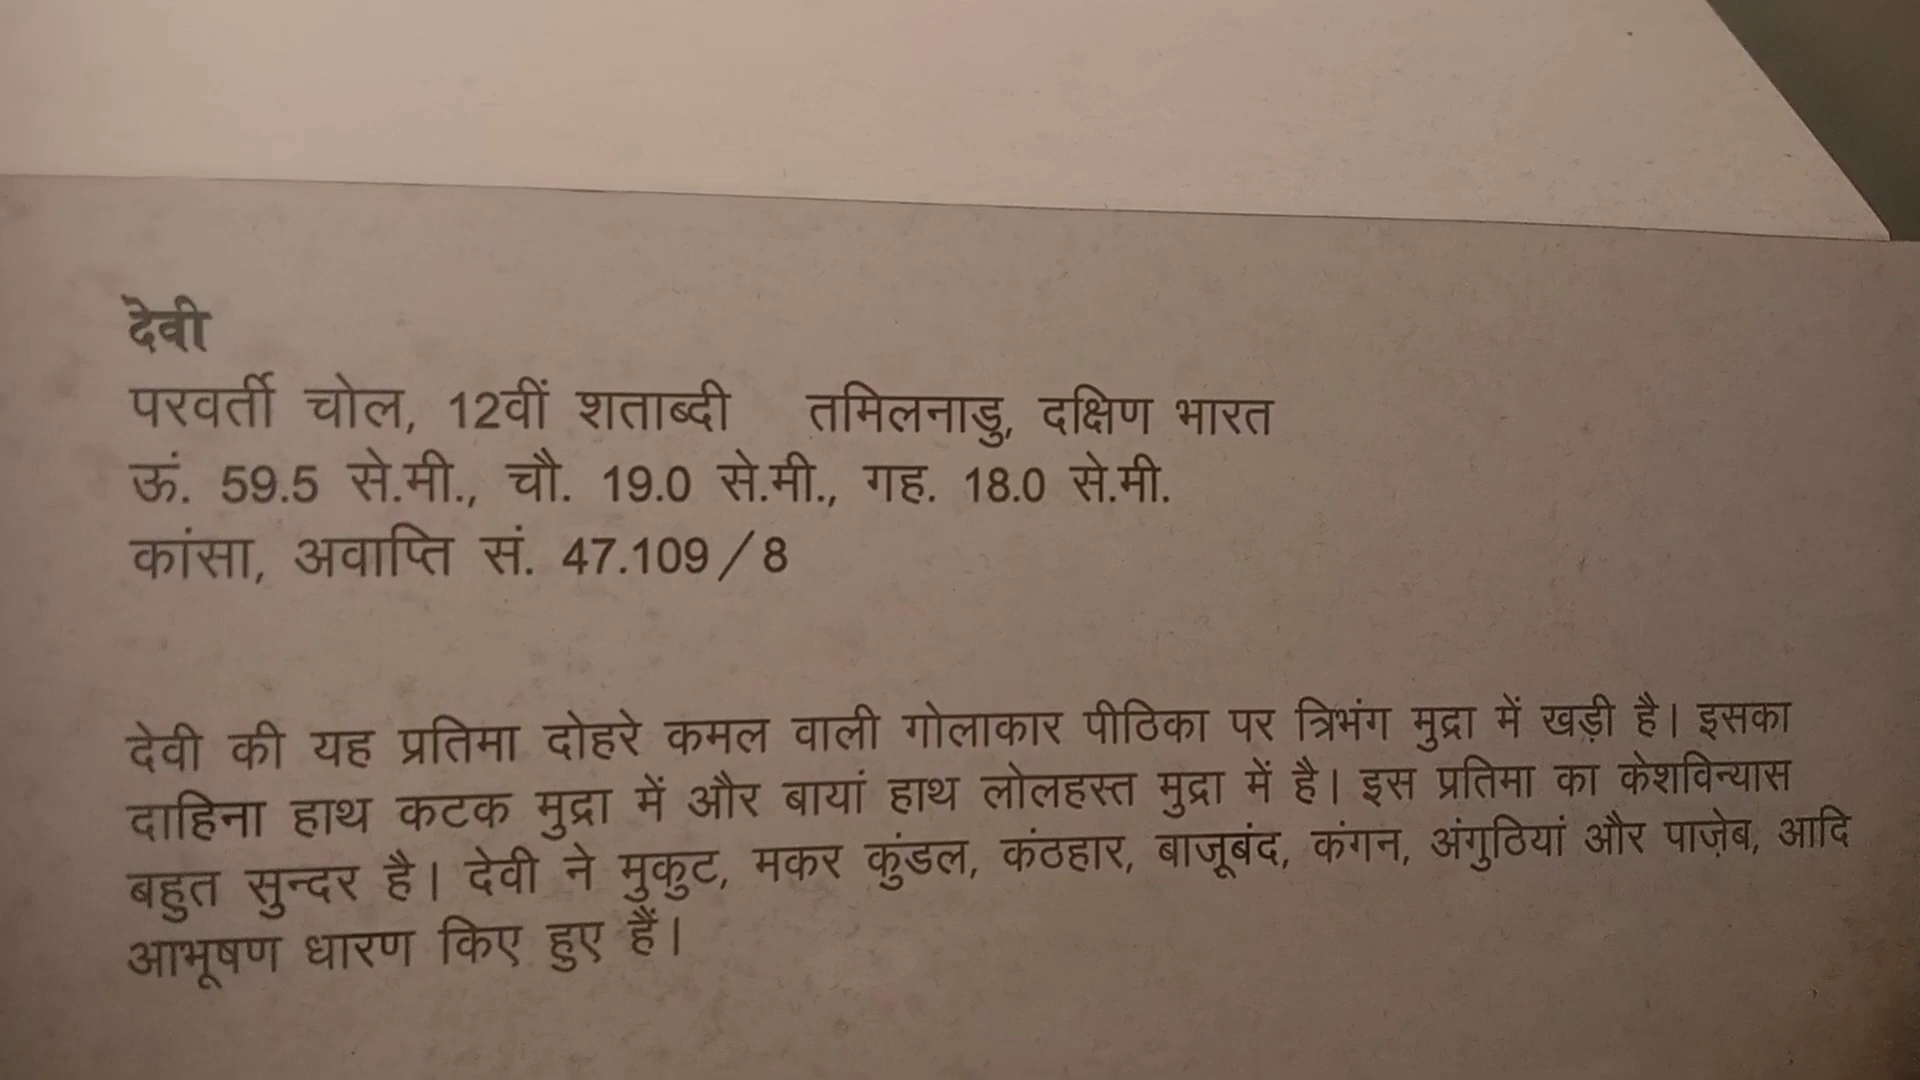 देवी
परवर्ती चोल, 12वीं शताब्दी तमिलनाडु, दक्षिण भारत
ऊं. 59.5 से.मी., चौ. 19.0 से.मी., गह. 18.0 से.मी.
कांसा, अवाप्ति सं. 47.109/8
देवी की यह प्रतिमा दोहरे कमल वाली गोलाकार पीठिका पर त्रिभंग मुद्रा में खड़ी है। इसका
दाहिना हाथ कटक मुद्रा में और बायां हाथ लोलहस्त मुद्रा में है। इस प्रतिमा का केशविन्यास
बहुत सुन्दर है। देवी ने मुकुट, मकर कुंडल, कंठहार, बाजूबंद, कंगन, अंगुठियां और पाज़ेब, आदि
आभूषण धारण किए हुए हैं।